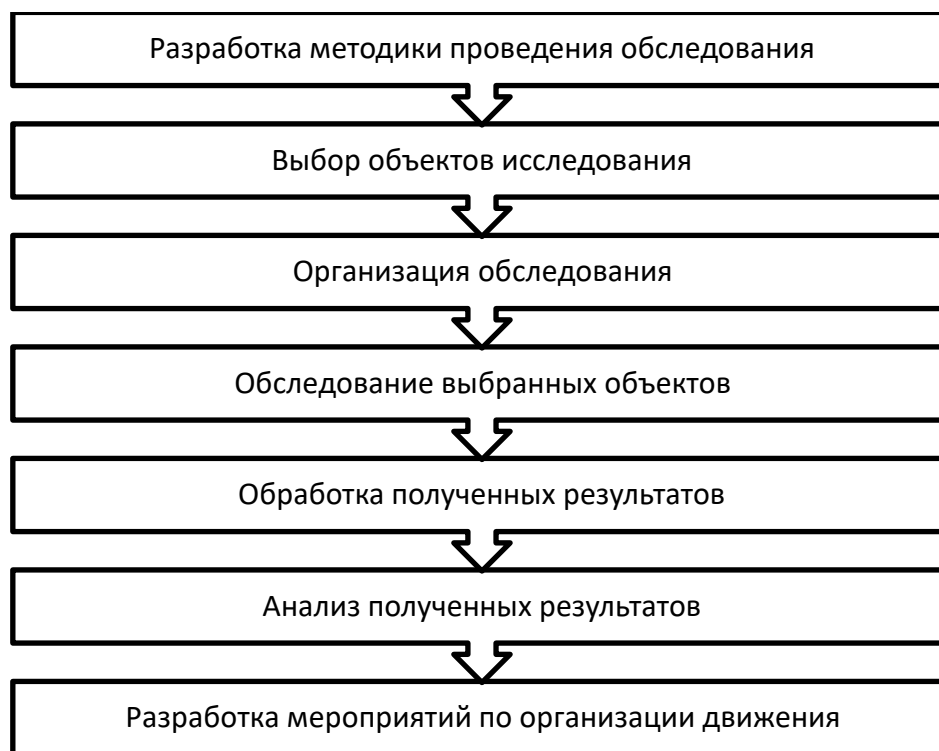 Разработка методики проведения обследования
Выбор объектов исследования
Организация обследования
Обследование выбранных объектов
Обработка полученных результатов
Анализ полученных результатов
Разработка мероприятий по организации движения